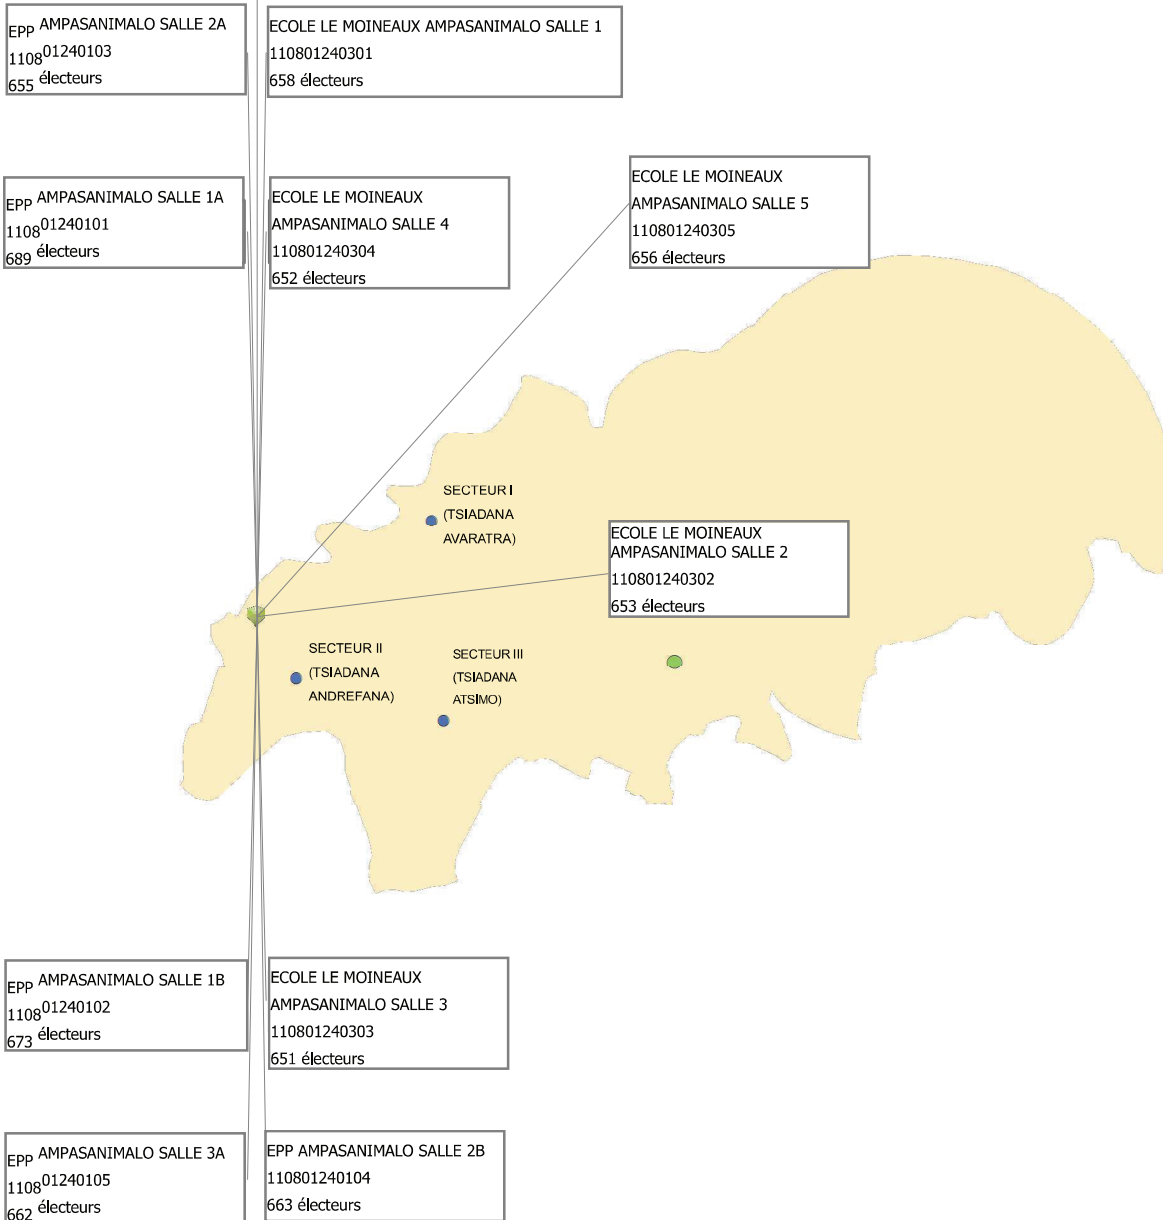 EPP AMPASANIMALO SALLE 2A
110801240103
655 électeurs
ECOLE LE MOINEAUX AMPASANIMALO SALLE 1
110801240301
658 électeurs
EPP AMPASANIMALO SALLE 1A
110801240101
689 électeurs
ECOLE LE MOINEAUX
AMPASANIMALO SALLE 4
110801240304
652 électeurs
ECOLE LE MOINEAUX
AMPASANIMALO SALLE 5
110801240305
656 électeurs
SECTEUR I
(TSIADANA
AVARATRA)
ECOLE LE MOINEAUX
AMPASANIMALO SALLE 2
110801240302
653 électeurs
SECTEUR II
(TSIADANA
ANDREFANA)
SECTEUR III
(TSIADANA
ATSIMO)
EPP AMPASANIMALO SALLE 1B
110801240102
673 électeurs
ECOLE LE MOINEAUX
AMPASANIMALO SALLE 3
110801240303
651 électeurs
EPP AMPASANIMALO SALLE 3A
110801240105
662 électeurs
EPP AMPASANIMALO SALLE 2B
110801240104
663 électeurs